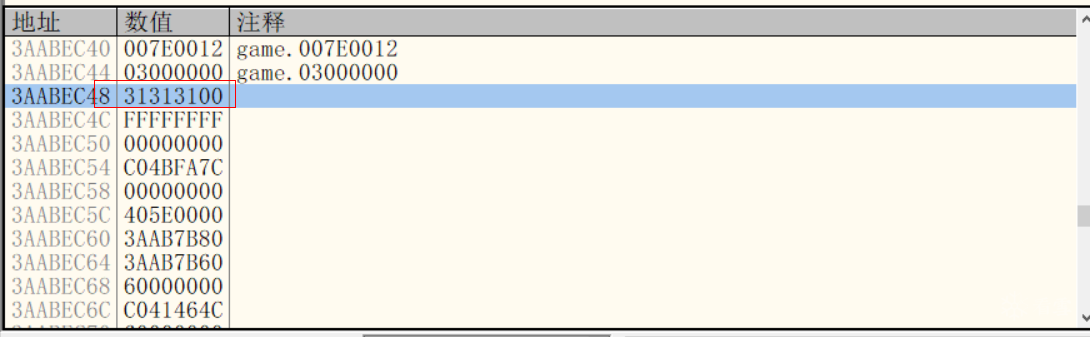 地址 数值 注释
3AABEC40 007E0012 game.007E0012
3AABEC44 03000000 game.03000000
3AABEC48 31313100
3AABEC4C FFFFFFFF
3AABEC50 00000000
3AABEC54 C04BFA7C
3AABEC58 00000000
3AABEC5C 405E0000
3AABEC60 3AAB7B80
3AABEC64 3AAB7B60
3AABEC68 60000000
3AABEC6C C041464C